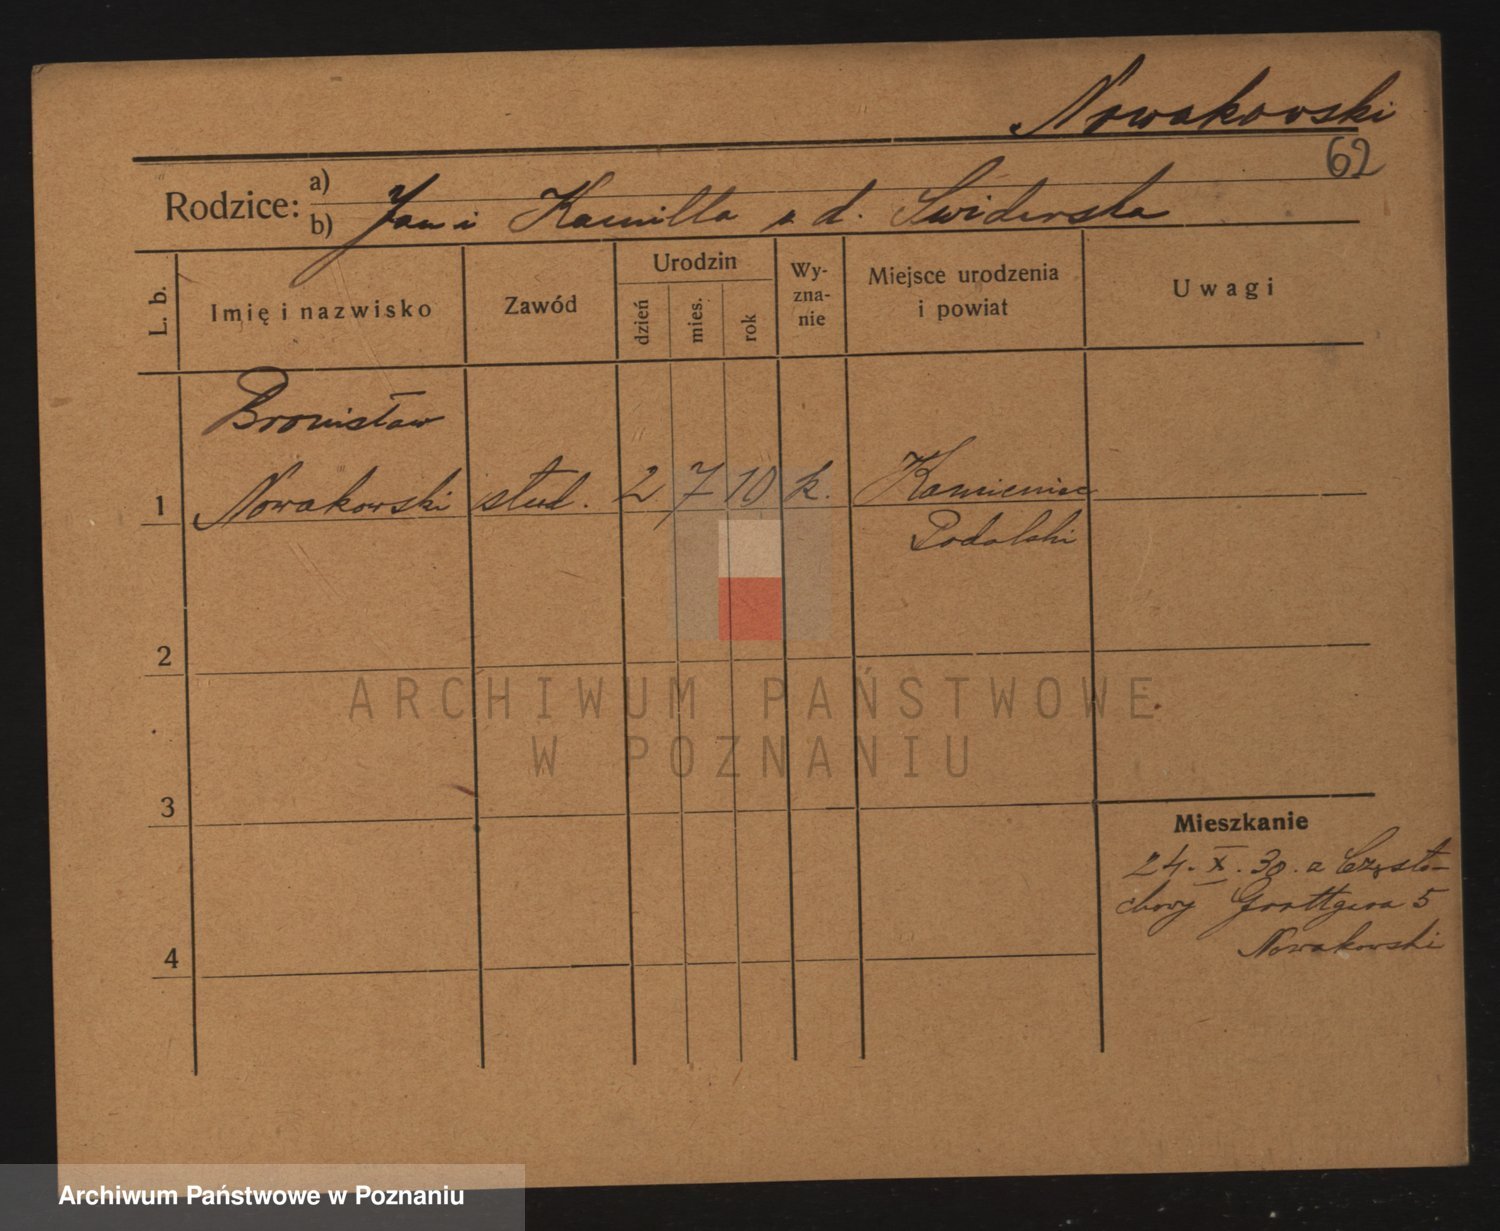 Nowakowski
62
Rodzice: a)
b) Jan i Kamilla z d. Swiderska
L. b.
Imię i nazwisko
Zawód
Urodzin
dzień
mies.
rok
Wy-
zna-
nie
Miejsce urodzenia
i powiat
Uwagi
Bronisław
1 Nowakowski stud. 2 7 10 k. Kamieniec
Podolski
2
3
4
ARCHIWUM PAŃSTWOWE
W POZNANIU
Mieszkanie
24. X. 30. z Często-
chowy Grottgera 5
Nowakowski
Archiwum Państwowe w Poznaniu